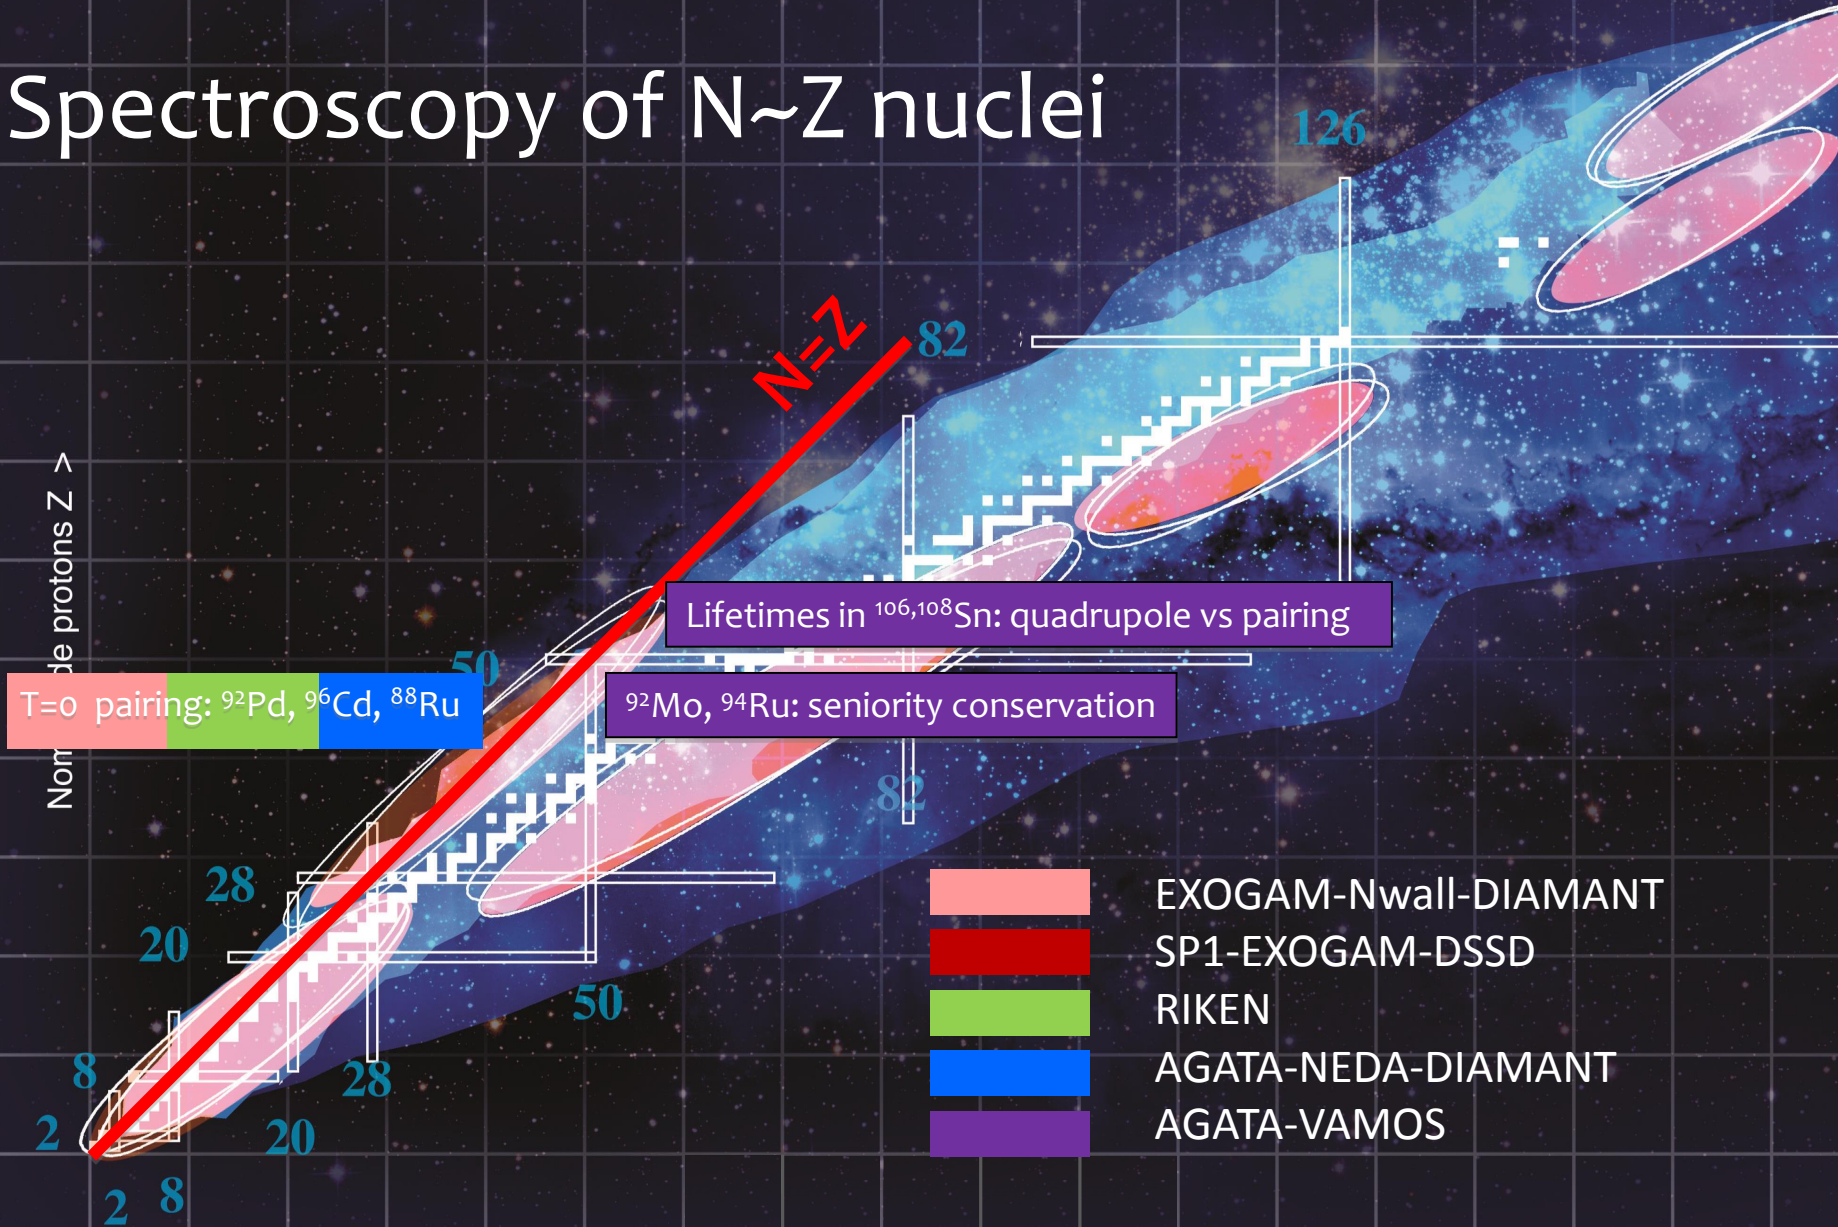 Spectroscopy of N~Z nuclei
126
N=Z
82
de protons Z >
Lifetimes in ¹⁰⁶,¹⁰⁸Sn: quadrupole vs pairing
50
T=0 pairing: ⁹²Pd, ⁹⁶Cd, ⁸⁸Ru
⁹²Mo, ⁹⁴Ru: seniority conservation
82
28
EXOGAM-Nwall-DIAMANT
20
SP1-EXOGAM-DSSD
50
RIKEN
8
28
AGATA-NEDA-DIAMANT
2
20
AGATA-VAMOS
2
8